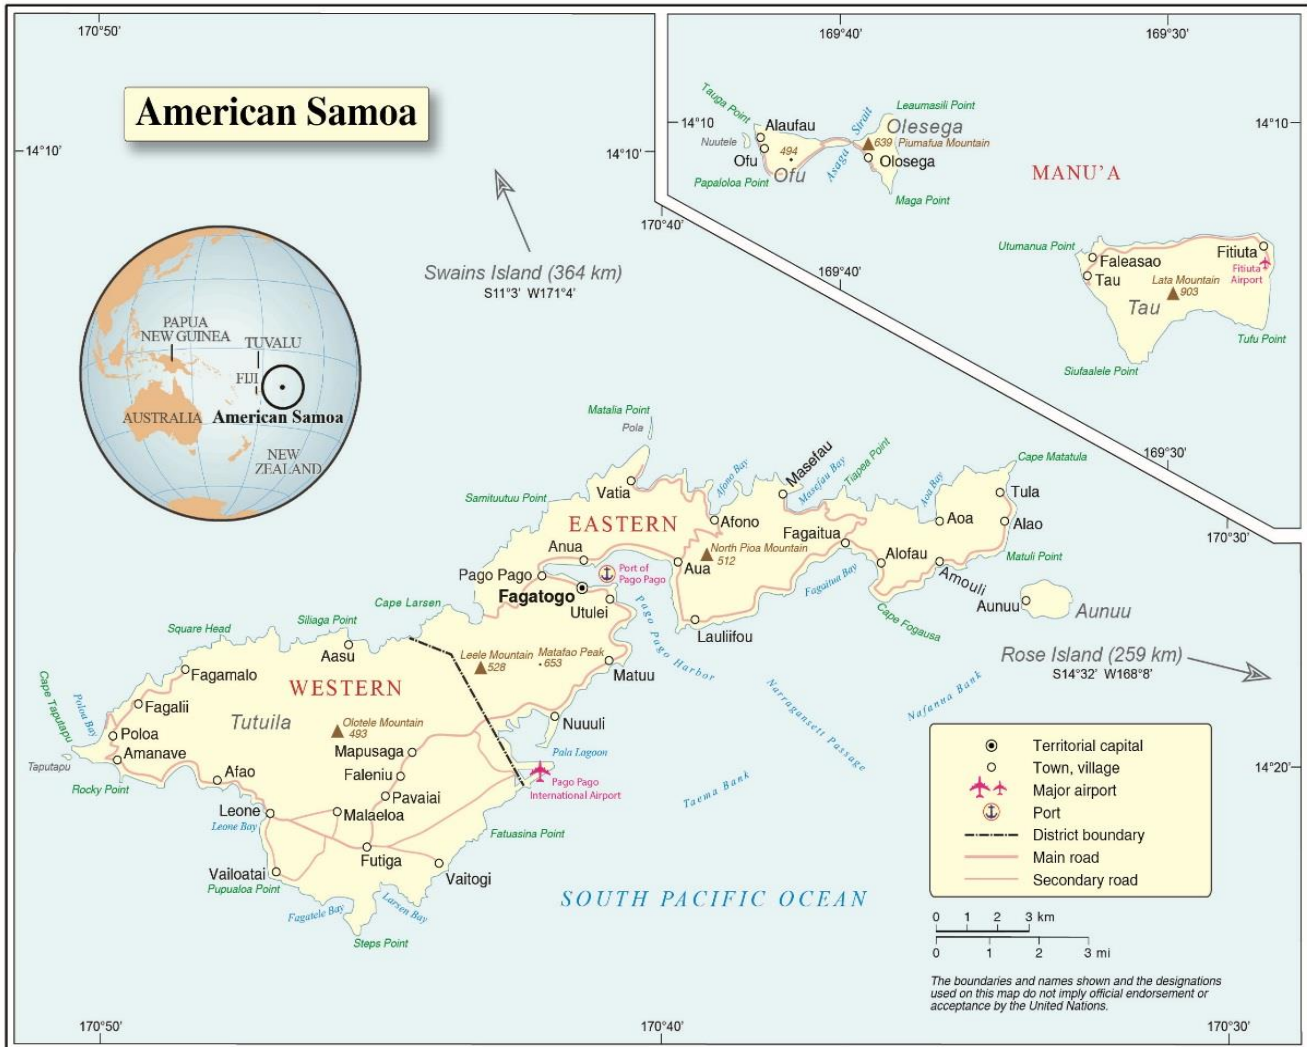 170°50'
169°40'
169°30'
American Samoa
14°10'
14°10'
14°10'
14°10'
170°40'
169°40'
169°30'
170°30'
Tauga Point
Alaufau
Nuutele
Ofu
494
Ofu
Papaloloa Point
Asaga Strait
Leaumasili Point
Olesega
639 Piumafua Mountain
Olosega
Maga Point
MANU'A
Utumanua Point
Faleasao
Tau
Lata Mountain
903
Tau
Fitiuta
Fitiuta
Airport
Tufu Point
Siufaalele Point
Swains Island (364 km)
S11°3' W171°4'
PAPUA
NEW GUINEA
TUVALU
FIJI
AUSTRALIA
American Samoa
NEW
ZEALAND
Matalia Point
Pola
Samituutuu Point
Vatia
EASTERN
Afono Bay
Afono
Masefau
Masefau Bay
Tiapea Point
Aoa Bay
Cape Matatula
Tula
Aoa
Alao
Matuli Point
Anua
Pago Pago
Port of
Pago Pago
Fagatogo
Utulei
Aua
North Pioa Mountain
512
Fagaitua
Fagaitua Bay
Alofau
Amouli
Cape Fogausa
Aunuu
Aunuu
Lauliifou
Pago Pago Harbor
Cape Larsen
Siliaga Point
Square Head
Aasu
Fagamalo
Cape Taputapu
Poloa Bay
Fagalii
Poloa
Amanave
Taputapu
Rocky Point
WESTERN
Tutuila
Olotele Mountain
493
Leele Mountain
528
Matafao Peak
653
Matuu
Nuuuli
Pala Lagoon
Pago Pago
International Airport
Mapusaga
Faleniu
Pavaiai
Malaeloa
Afao
Leone
Leone Bay
Futiga
Vailoatai
Pupualoa Point
Vaitogi
Fatuasina Point
Fagatele Bay
Larsen Bay
Steps Point
Taema Bank
Narragansett Passage
Nafanua Bank
Rose Island (259 km)
S14°32' W168°8'
SOUTH PACIFIC OCEAN
14°20'
Territorial capital
Town, village
Major airport
Port
District boundary
Main road
Secondary road
0 1 2 3 km
0 1 2 3 mi
The boundaries and names shown and the designations
used on this map do not imply official endorsement or
acceptance by the United Nations.
170°50'
170°40'
170°30'